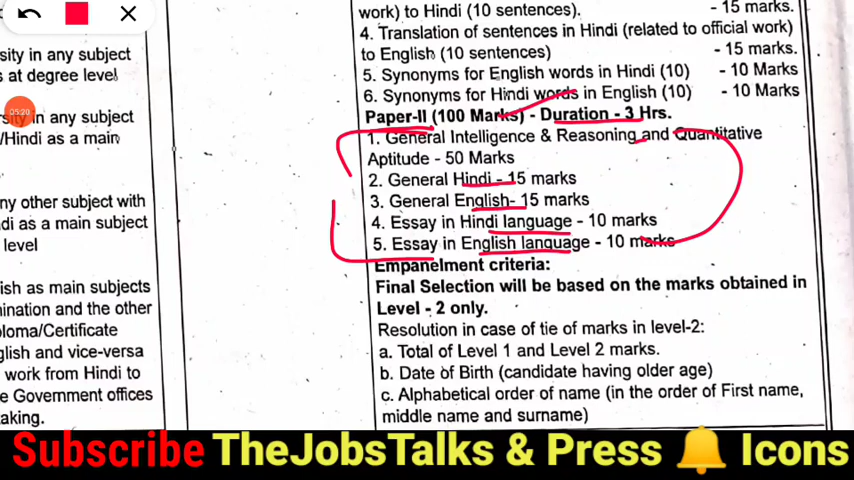 sity in any subject
s at degree level
05:20
sity in any subject
/Hindi as a main
ny other subject with
di as a main subject
level
ish as main subjects
mination and the other
loma/Certificate
glish and vice-versa
work from Hindi to
e Government offices
aking.
work) to Hindi (10 sentences). - 15 marks.
4. Translation of sentences in Hindi (related to official work)
to English (10 sentences) - 15 marks.
5. Synonyms for English words in Hindi (10) - 10 Marks
6. Synonyms for Hindi words in English (10) - 10 Marks
Paper-II (100 Marks) - Duration - 3 Hrs.
1. General Intelligence & Reasoning and Quantitative
Aptitude - 50 Marks
2. General Hindi - 15 marks
3. General English- 15 marks
4. Essay in Hindi language - 10 marks
5. Essay in English language - 10 marks
Empanelment criteria:
Final Selection will be based on the marks obtained in
Level - 2 only.
Resolution in case of tie of marks in level-2:
a. Total of Level 1 and Level 2 marks.
b. Date of Birth (candidate having older age)
c. Alphabetical order of name (in the order of First name,
middle name and surname)
Subscribe TheJobsTalks & Press Icons